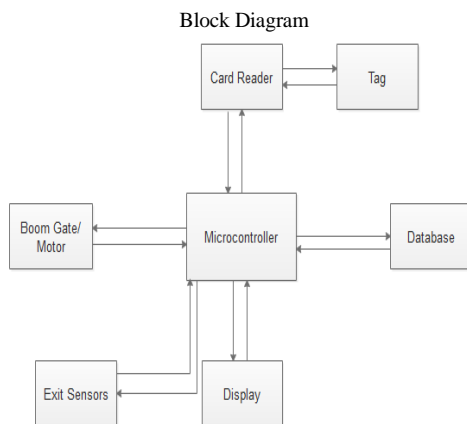 Block Diagram
Card Reader
Tag
Boom Gate/
Motor
Microcontroller
Database
Exit Sensors
Display